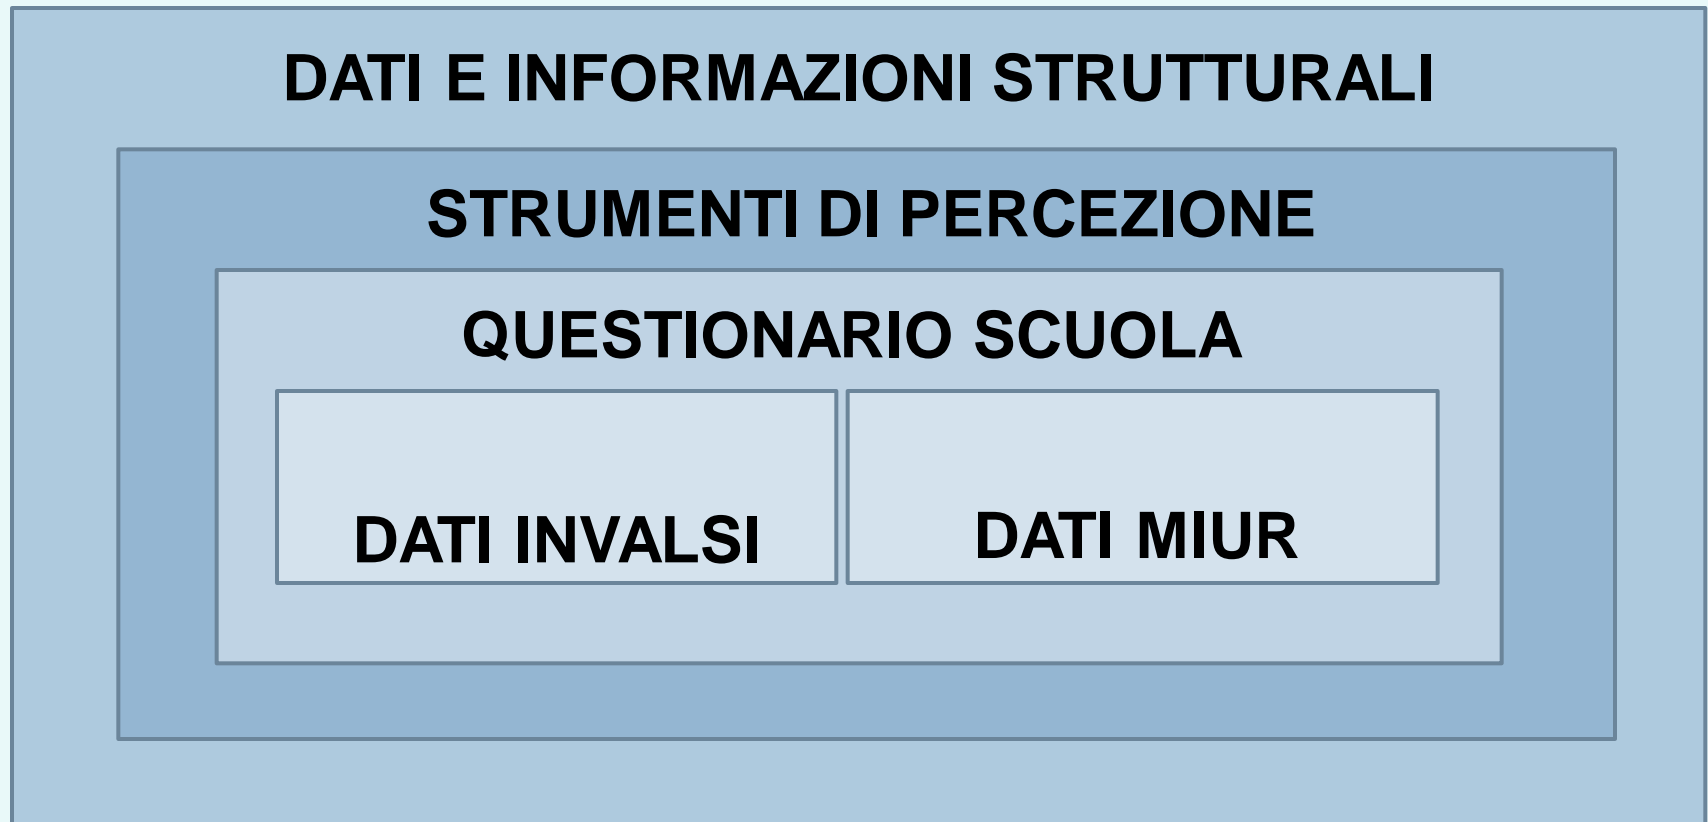 DATI E INFORMAZIONI STRUTTURALI
STRUMENTI DI PERCEZIONE
QUESTIONARIO SCUOLA
DATI INVALSI
DATI MIUR